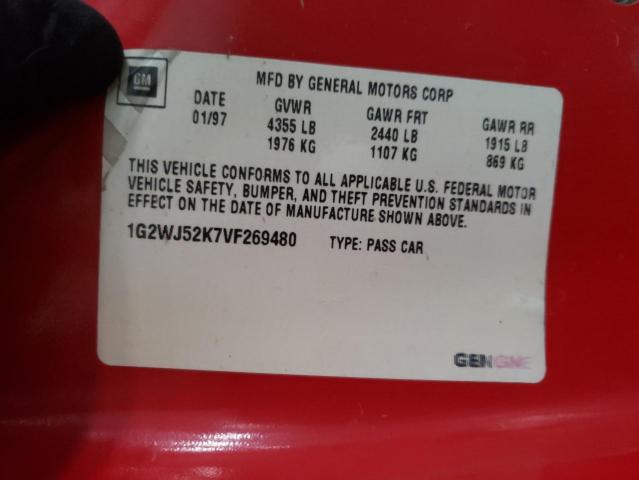 GM
MFD BY GENERAL MOTORS CORP
DATE GVWR GAWR FRT GAWR RR
01/97 4355 LB 2440 LB 1915 LB
1976 KG 1107 KG 869 KG
THIS VEHICLE CONFORMS TO ALL APPLICABLE U.S. FEDERAL MOTOR
VEHICLE SAFETY, BUMPER, AND THEFT PREVENTION STANDARDS IN
EFFECT ON THE DATE OF MANUFACTURE SHOWN ABOVE.
1G2WJ52K7VF269480 TYPE: PASS CAR
GENGNE